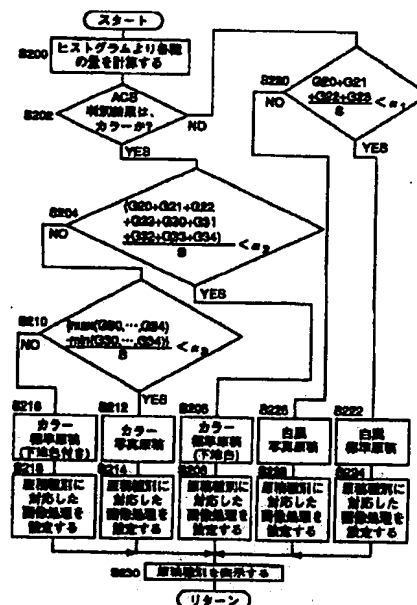 スタート
S200
ヒストグラムより各種
の量を計算する
S202
ACS
判別結果は、
カラーか?
NO
YES
S220
G20+G21
+G22+G23
S
<α1
NO
YES
S204
(G20+G21+G22
+G23+G30+G31
+G32+G33+G34)
S
<α2
NO
YES
S210
{max(G30,…,G34)
-min(G30,…,G34)}
S
<α3
NO
YES
S216
カラー
標準原稿
(下地色付き)
S212
カラー
写真原稿
カラー
標準原稿
(下地白)
白黒
写真原稿
S222
白黒
標準原稿
S218
原稿種別に
対応した
画像処理を
設定する
S214
原稿種別に
対応した
画像処理を
設定する
原稿種別に
対応した
画像処理を
設定する
原稿種別に
対応した
画像処理を
設定する
原稿種別に
対応した
画像処理を
設定する
S230
原稿種別を表示する
リターン